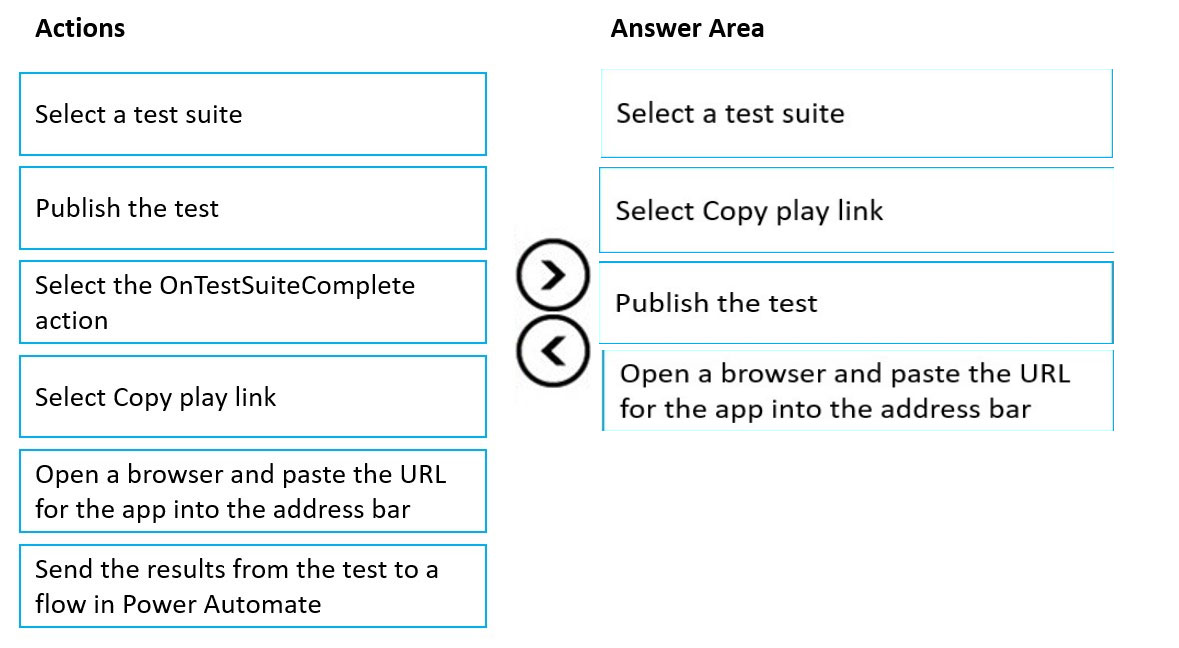 Actions
Select a test suite
Publish the test
Select the OnTestSuiteComplete
action
Select Copy play link
Open a browser and paste the URL
for the app into the address bar
Send the results from the test to a
flow in Power Automate
Answer Area
Select a test suite
Select Copy play link
Publish the test
Open a browser and paste the URL
for the app into the address bar